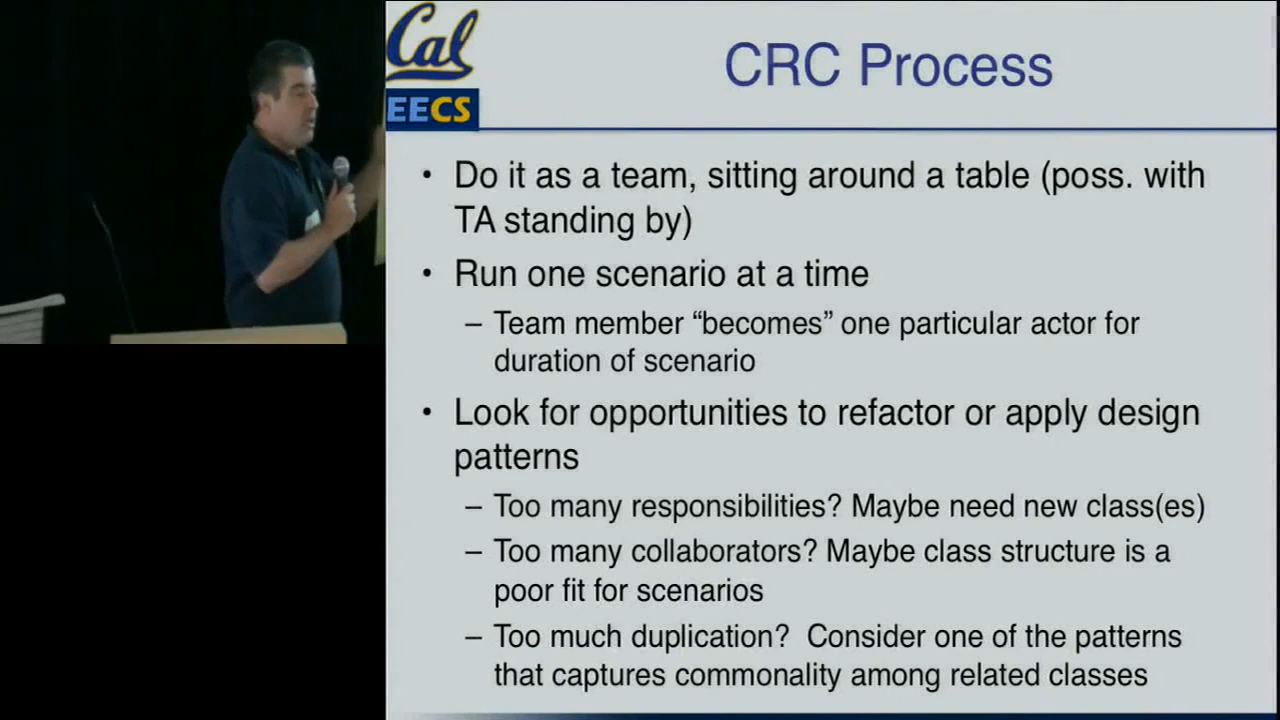 Cal
EECS
CRC Process
• Do it as a team, sitting around a table (poss. with
TA standing by)
• Run one scenario at a time
– Team member “becomes” one particular actor for
duration of scenario
• Look for opportunities to refactor or apply design
patterns
– Too many responsibilities? Maybe need new class(es)
– Too many collaborators? Maybe class structure is a
poor fit for scenarios
– Too much duplication?  Consider one of the patterns
that captures commonality among related classes